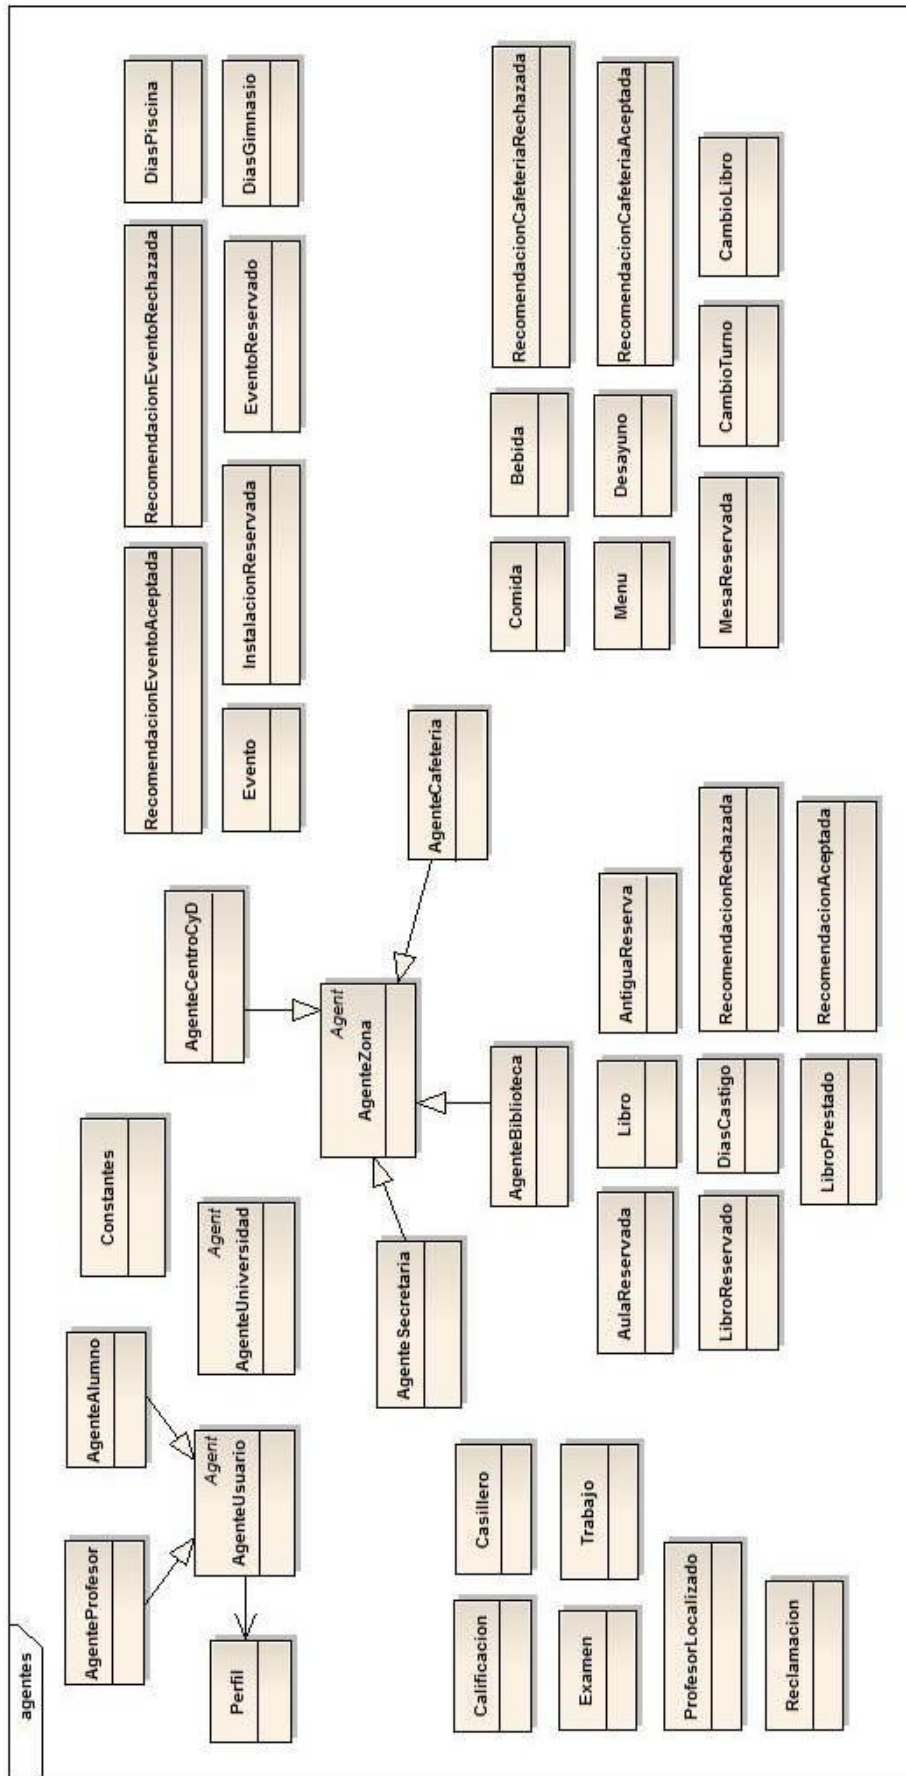 agentes
AgenteProfesor
AgenteAlumno
Constantes
AgenteCentroCyD
RecomendacionEventoAceptada
RecomendacionEventoRechazada
DiasPiscina
Perfil
Agent
AgenteUsuario
Agent
AgenteUniversidad
Evento
InstalacionReservada
EventoReservado
DiasGimnasio
Agent
AgenteZona
AgenteSecretaria
AgenteBiblioteca
AgenteCafeteria
Calificacion
Casillero
Comida
Bebida
RecomendacionCafeteriaRechazada
Examen
Trabajo
AulaReservada
Libro
AntiguaReserva
Menu
Desayuno
RecomendacionCafeteriaAceptada
ProfesorLocalizado
LibroReservado
DiasCastigo
RecomendacionRechazada
MesaReservada
CambioTurno
CambioLibro
Reclamacion
LibroPrestado
RecomendacionAceptada